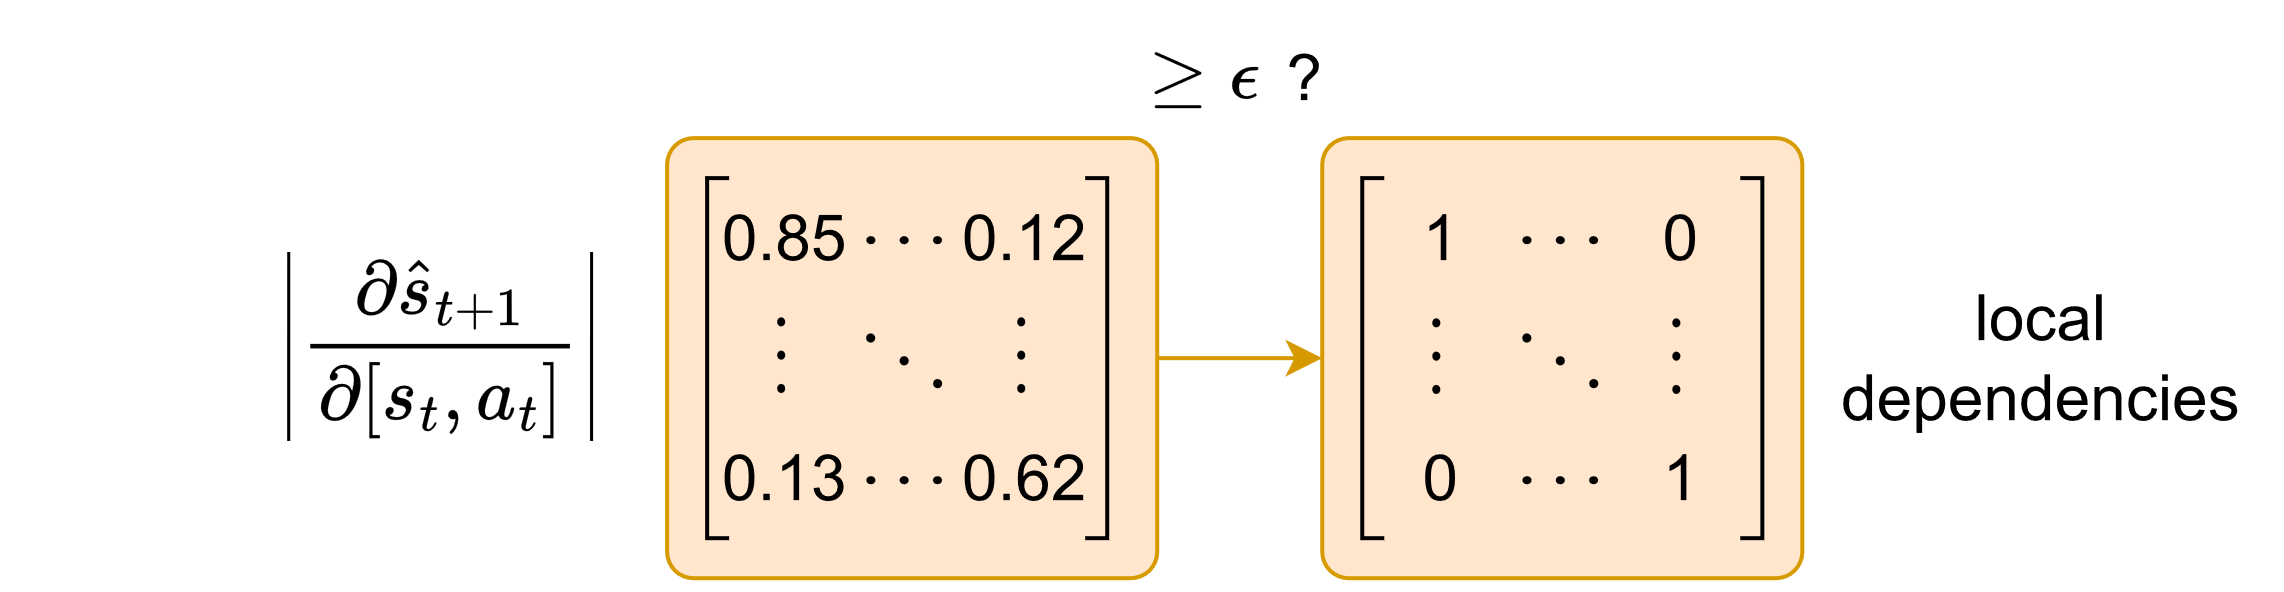 ≥ ϵ ?
| ∂ŝ_{t+1} / ∂[s_t, a_t] |
[ 0.85 ⋯ 0.12 ]
[ ⋮ ⋱ ⋮ ]
[ 0.13 ⋯ 0.62 ]
[ 1 ⋯ 0 ]
[ ⋮ ⋱ ⋮ ]
[ 0 ⋯ 1 ]
local
dependencies